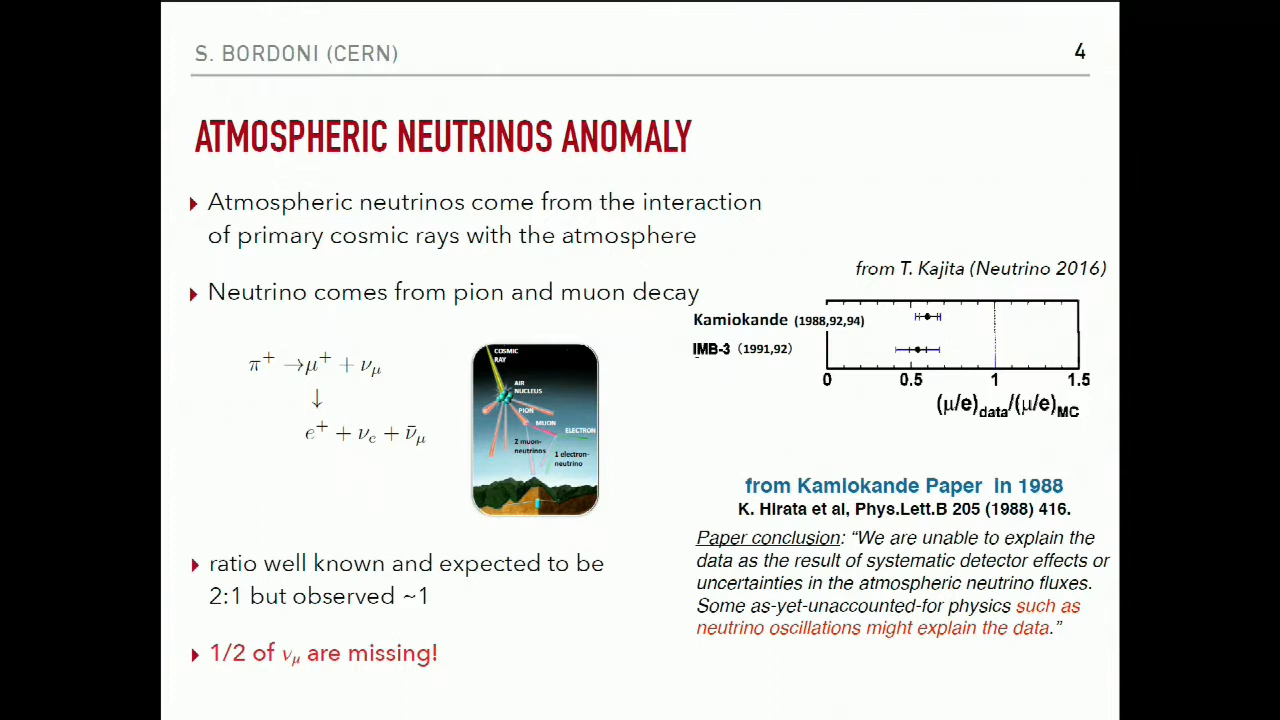 S. BORDONI (CERN)
4
ATMOSPHERIC NEUTRINOS ANOMALY
Atmospheric neutrinos come from the interaction
of primary cosmic rays with the atmosphere
Neutrino comes from pion and muon decay
π⁺ → μ⁺ + ν_μ
↓
e⁺ + ν_e + ν̄_μ
COSMIC
RAY
AIR
NUCLEUS
PION
MUON
ELECTRON
2 muon-
neutrinos
1 electron-
neutrino
ratio well known and expected to be
2:1 but observed ~1
1/2 of ν_μ are missing!
from T. Kajita (Neutrino 2016)
Kamiokande (1988,92,94)
IMB-3 (1991,92)
0 0.5 1 1.5
(μ/e)data/(μ/e)MC
from KamIokande Paper In 1988
K. HIrata et al, Phys.Lett.B 205 (1988) 416.
Paper conclusion: “We are unable to explain the
data as the result of systematic detector effects or
uncertainties in the atmospheric neutrino fluxes.
Some as-yet-unaccounted-for physics such as
neutrino oscillations might explain the data.”